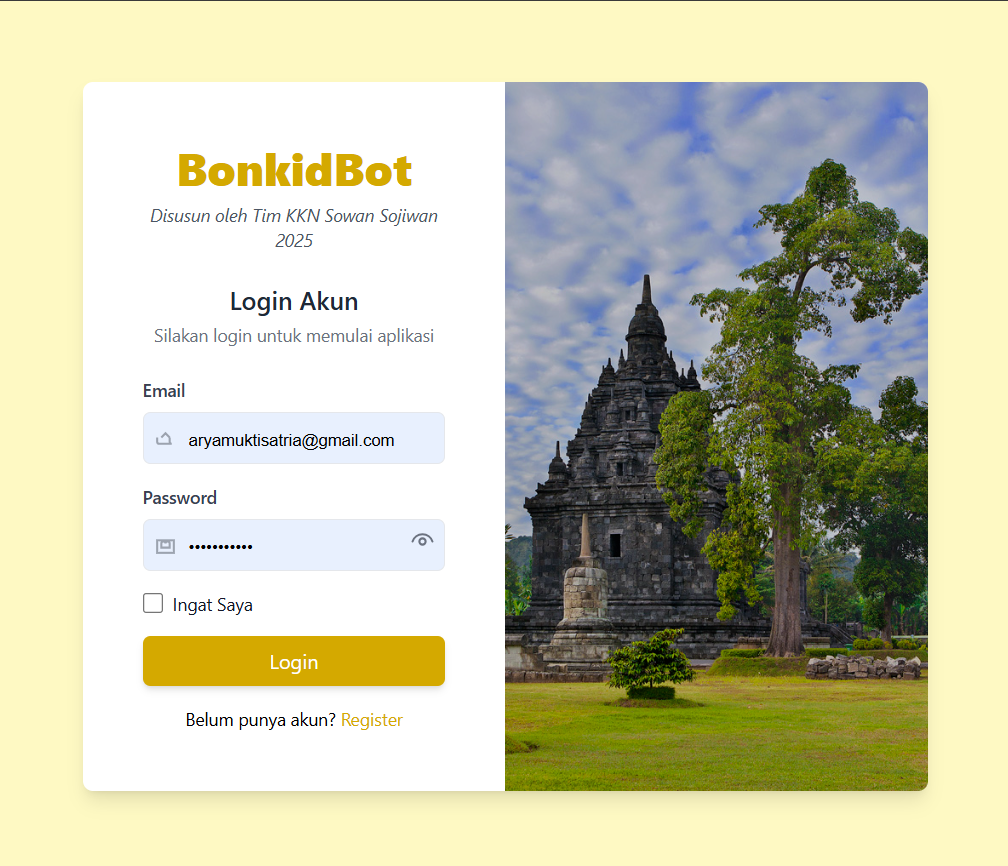 BonkidBot
Disusun oleh Tim KKN Sowan Sojiwan
2025
Login Akun
Silakan login untuk memulai aplikasi
Email
aryamuktisatria@gmail.com
Password
•••••••••••
Ingat Saya
Login
Belum punya akun? Register